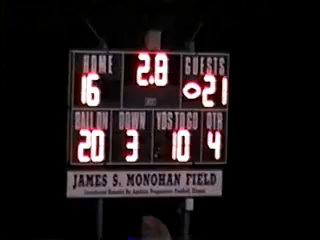 HOME 2.8 GUESTS
16 21
BALL ON DOWN YDS TO GO QTR
20 3 10 4
JAMES S. MONOHAN FIELD